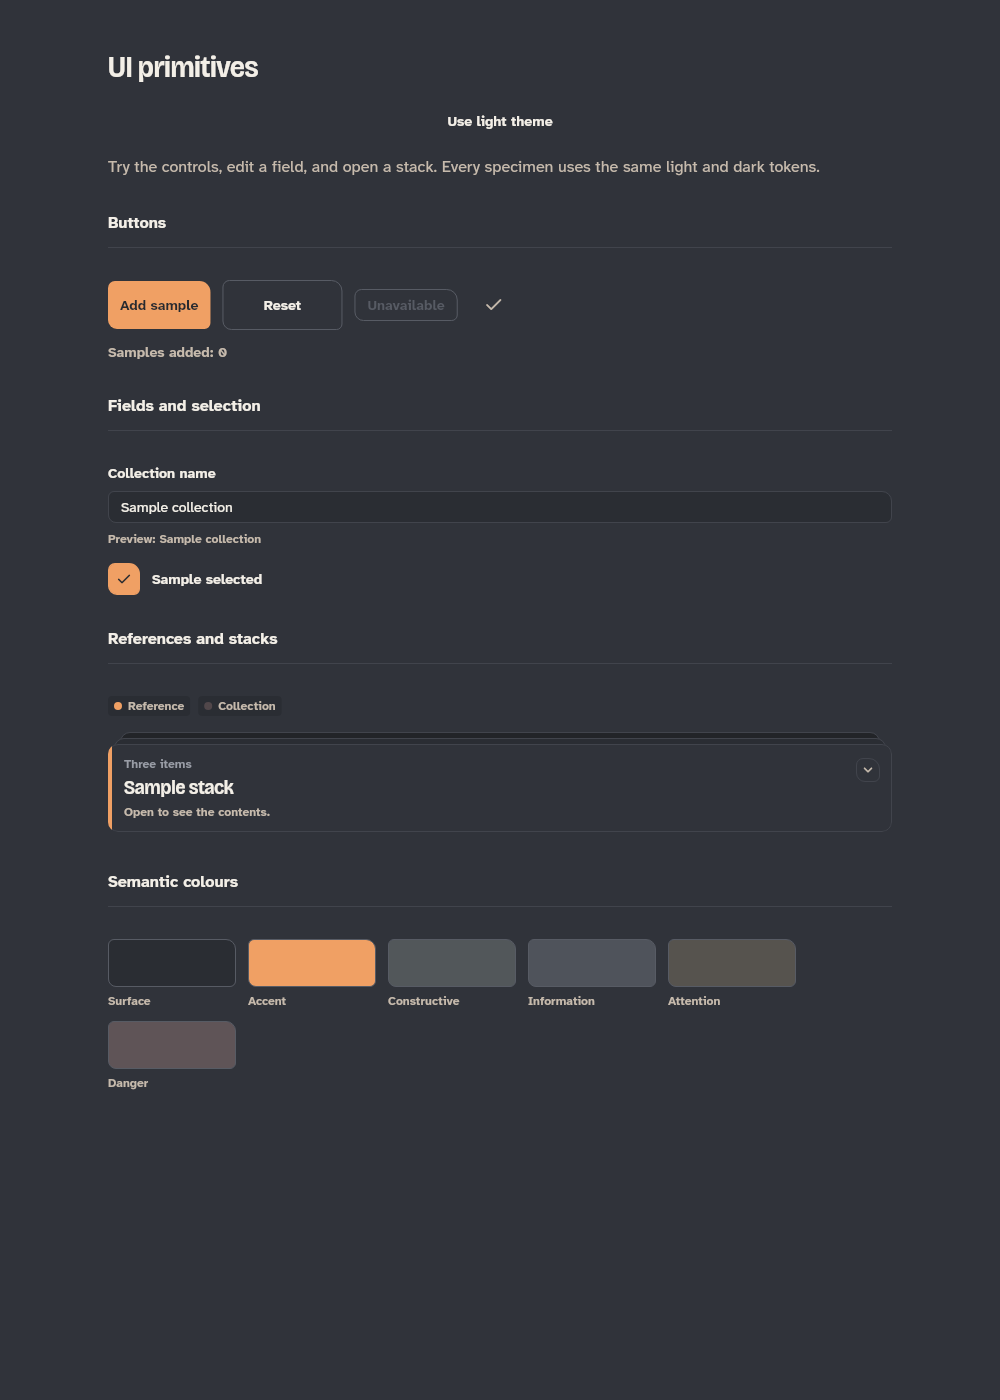 UI primitives
Use light theme
Try the controls, edit a field, and open a stack. Every specimen uses the same light and dark tokens.
Buttons
Add sample
Reset
Unavailable
Samples added: 0
Fields and selection
Collection name
Sample collection
Preview: Sample collection
Sample selected
References and stacks
Reference
Collection
Three items
Sample stack
Open to see the contents.
Semantic colours
Surface
Accent
Constructive
Information
Attention
Danger